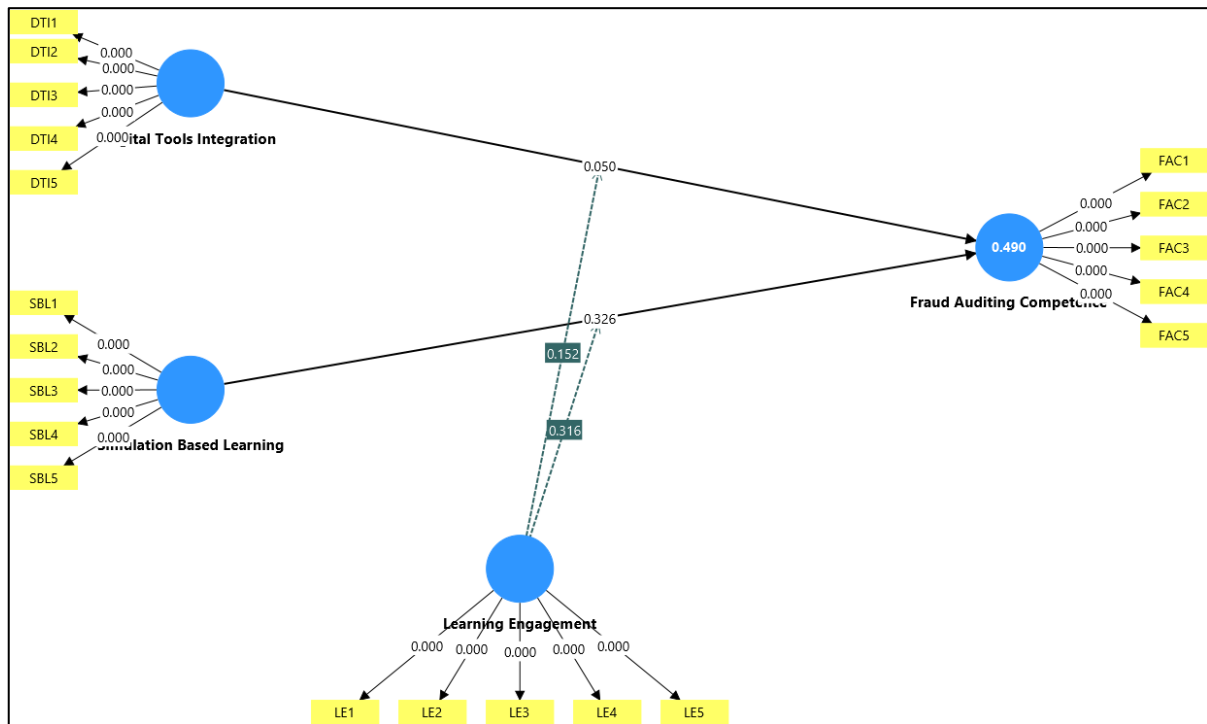 DTI1
DTI2
DTI3
DTI4
DTI5
0.000
0.000
0.000
0.000
0.000
ital Tools Integration
SBL1
SBL2
SBL3
SBL4
SBL5
0.000
0.000
0.000
0.000
0.000
Simulation Based Learning
0.050
0.326
0.152
0.316
0.490
Fraud Auditing Competence
0.000
0.000
0.000
0.000
0.000
FAC1
FAC2
FAC3
FAC4
FAC5
Learning Engagement
0.000
0.000
0.000
0.000
0.000
LE1
LE2
LE3
LE4
LE5